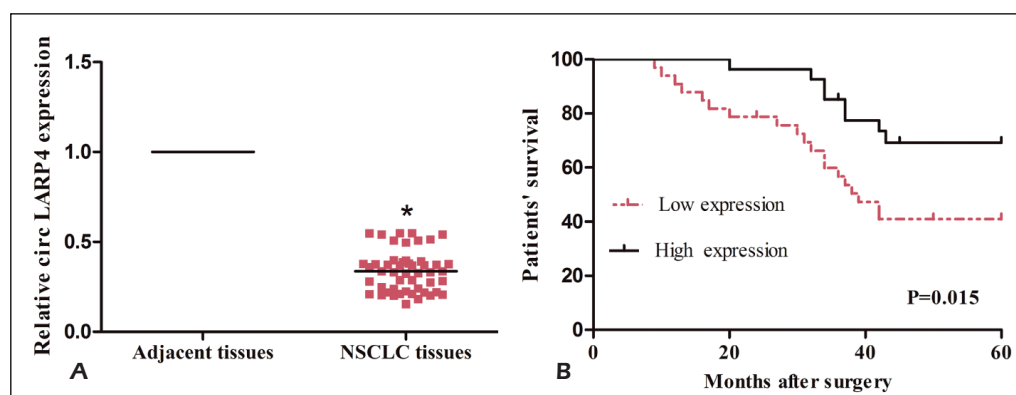 Relative circ LARP4 expression
1.5
1.0
0.5
0.0
*
Adjacent tissues
NSCLC tissues
A
Patients' survival
100
80
60
40
20
0
Low expression
High expression
P=0.015
0
20
40
60
Months after surgery
B